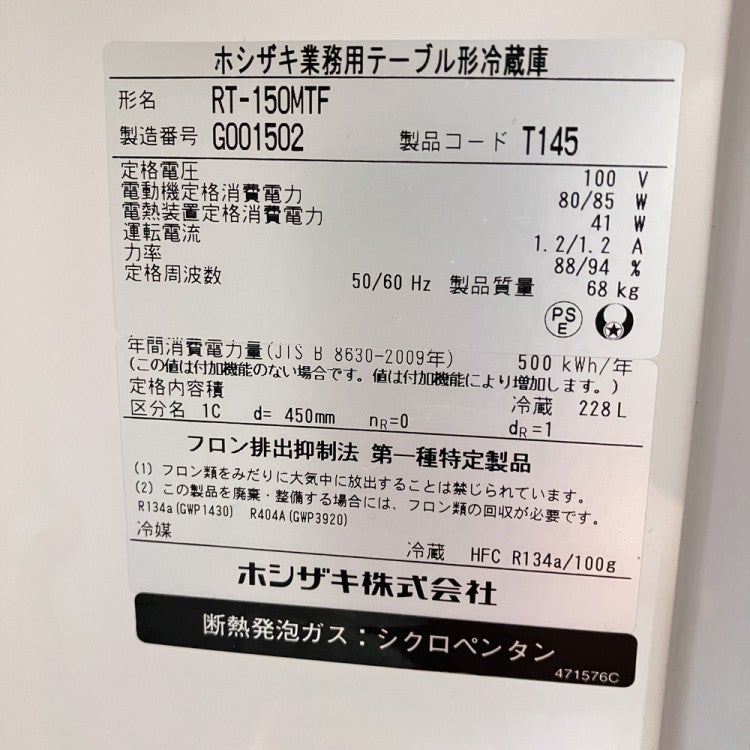 ホシザキ業務用テーブル形冷蔵庫
形名 RT-150MTF
製造番号 G001502 製品コード T145
定格電圧 100 V
電動機定格消費電力 80/85 W
電熱装置定格消費電力 41 W
運転電流 1.2/1.2 A
力率 88/94 %
定格周波数 50/60 Hz 製品質量 68 kg
PS
E
年間消費電力量(JIS B 8630-2009年) 500 kWh/年
(この値は付加機能のない場合です。値は付加機能により増加します。)
定格内容積 冷蔵 228 L
区分名 1C d= 450mm nR=0 dR=1
フロン排出抑制法 第一種特定製品
(1) フロン類をみだりに大気中に放出することは禁じられています。
(2) この製品を廃棄・整備する場合には、フロン類の回収が必要です。
R134a(GWP1430) R404A(GWP3920)
冷媒 冷蔵 HFC R134a/100g
ホシザキ株式会社
断熱発泡ガス：シクロペンタン
471576C